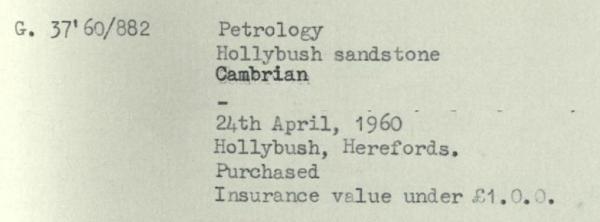 G. 37'60/882 Petrology
Hollybush sandstone
Cambrian
-
24th April, 1960
Hollybush, Herefords.
Purchased
Insurance value under £1.0.0.